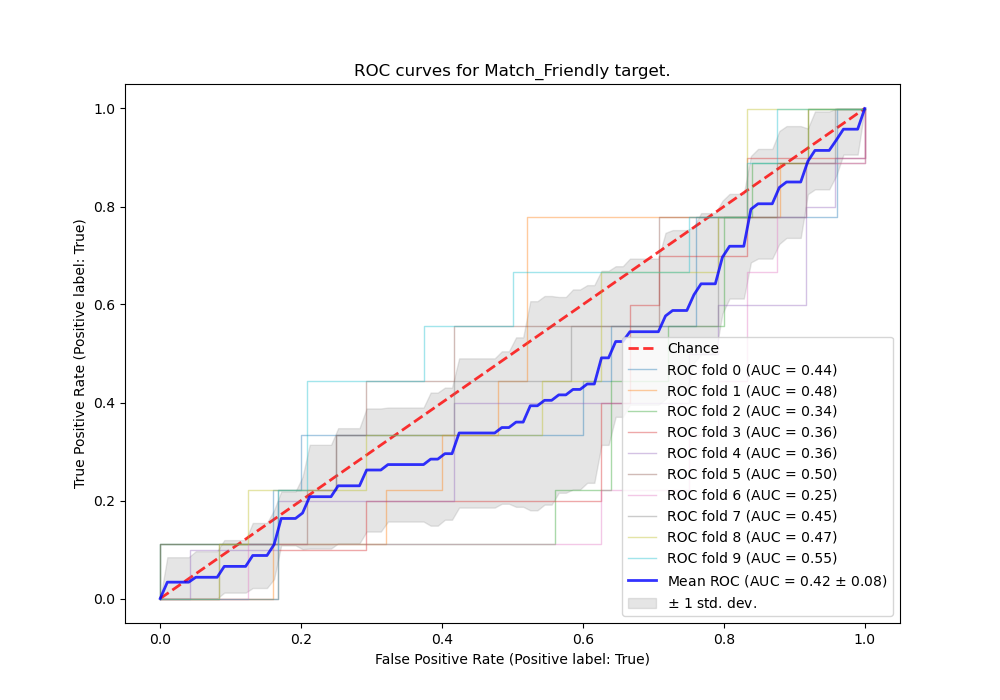 ROC curves for Match_Friendly target.
True Positive Rate (Positive label: True)
1.0
0.8
0.6
0.4
0.2
0.0
0.0 0.2 0.4 0.6 0.8 1.0
False Positive Rate (Positive label: True)
Chance
ROC fold 0 (AUC = 0.44)
ROC fold 1 (AUC = 0.48)
ROC fold 2 (AUC = 0.34)
ROC fold 3 (AUC = 0.36)
ROC fold 4 (AUC = 0.36)
ROC fold 5 (AUC = 0.50)
ROC fold 6 (AUC = 0.25)
ROC fold 7 (AUC = 0.45)
ROC fold 8 (AUC = 0.47)
ROC fold 9 (AUC = 0.55)
Mean ROC (AUC = 0.42 ± 0.08)
± 1 std. dev.